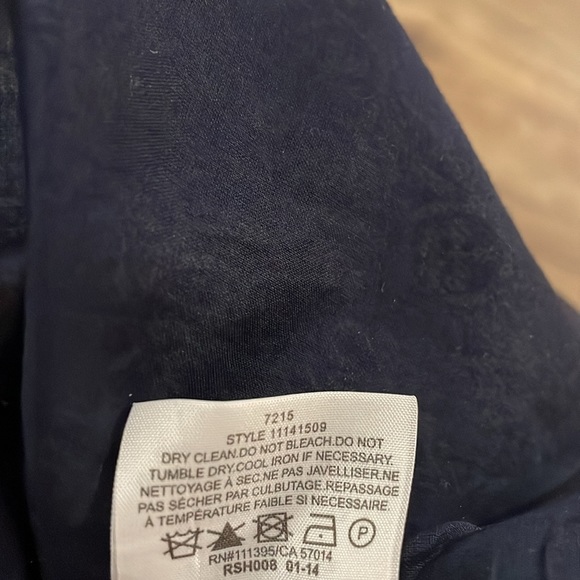 7215
STYLE 11141509
DRY CLEAN.DO NOT BLEACH.DO NOT
TUMBLE DRY.COOL IRON IF NECESSARY.
NETTOYAGE À SEC.NE PAS JAVELLISER.NE
PAS SÉCHER PAR CULBUTAGE.REPASSAGE
À TEMPÉRATURE FAIBLE SI NECESSAIRE.
P
RN#111395/CA 57014
RSH008 01-14